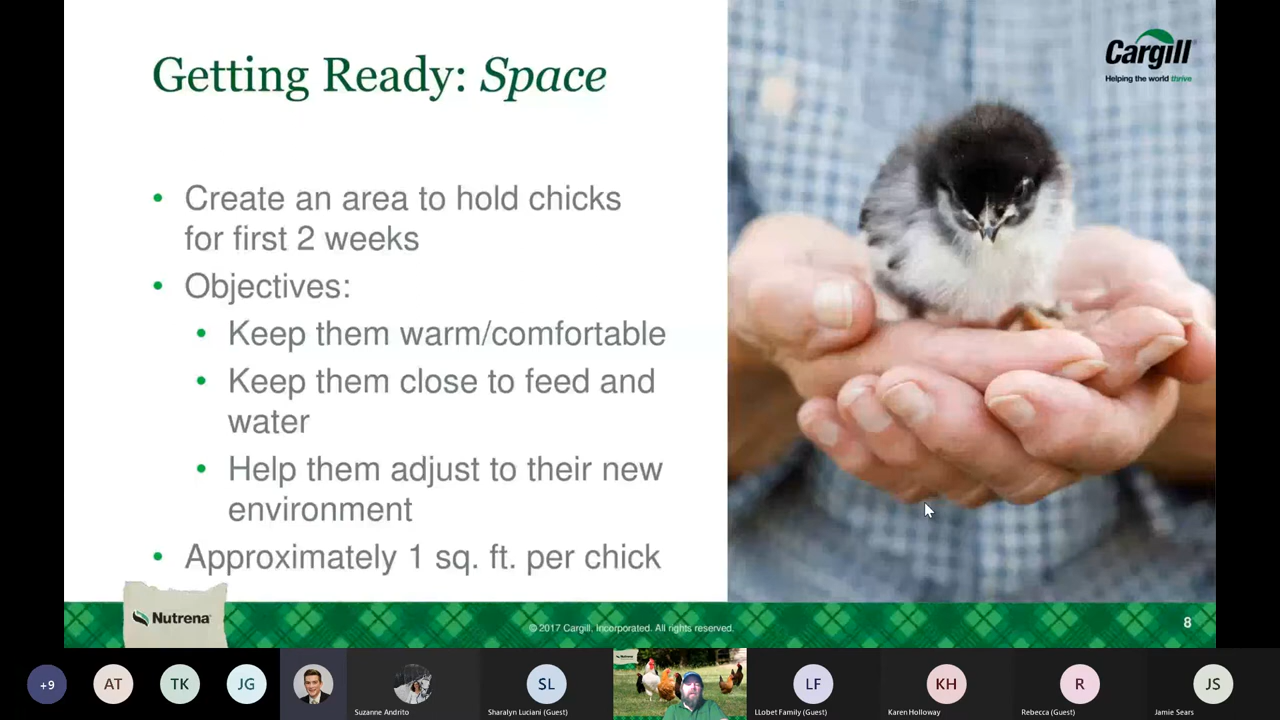 Getting Ready: Space
Cargill
Helping the world thrive
• Create an area to hold chicks
for first 2 weeks
• Objectives:
• Keep them warm/comfortable
• Keep them close to feed and
water
• Help them adjust to their new
environment
• Approximately 1 sq. ft. per chick
Nutrena
© 2017 Cargill, Incorporated. All rights reserved.
8
+9
AT
TK
JG
Suzanne Andrito
SL
Sharalyn Luciani (Guest)
Nutrena
LF
LLobet Family (Guest)
KH
Karen Holloway
R
Rebecca (Guest)
JS
Jamie Sears